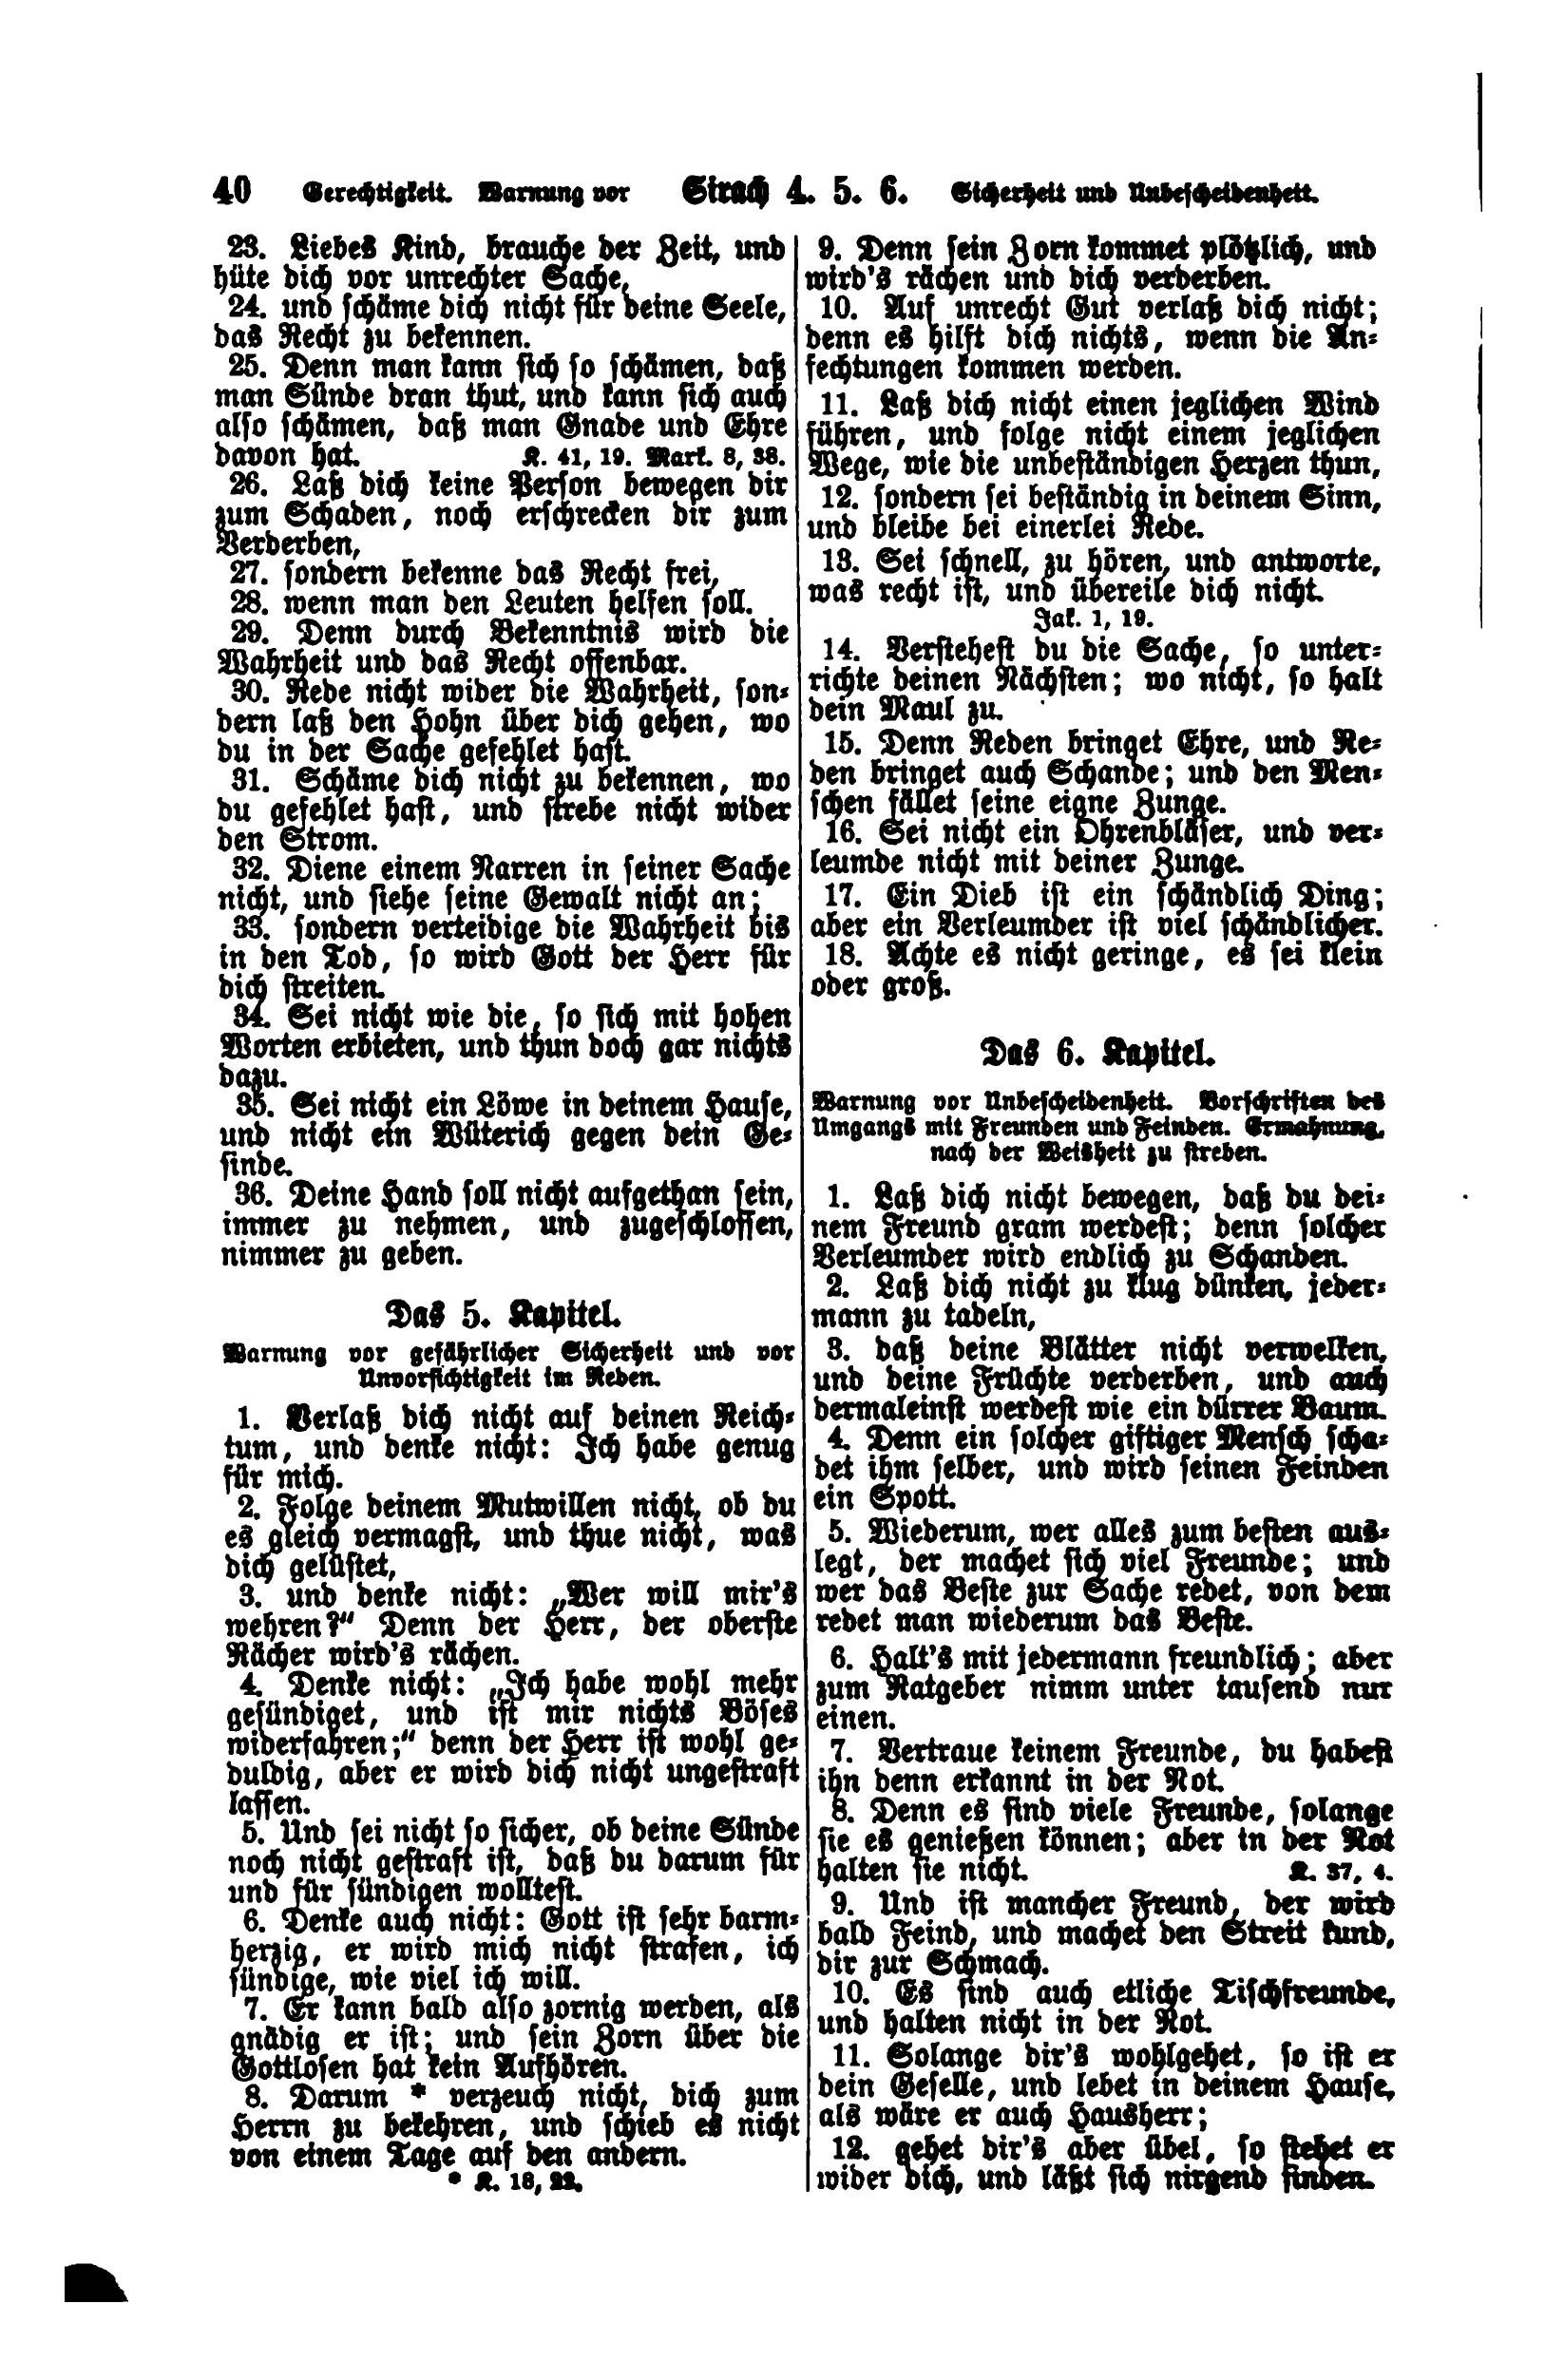 40 Gerechtigkeit. Warnung vor Sirach 4. 5. 6. Sicherheit und Unbescheidenheit.
23. Liebes Kind, brauche der Zeit, und
hüte dich vor unrechter Sache,
24. und schäme dich nicht für deine Seele,
das Recht zu bekennen.
25. Denn man kann sich so schämen, daß
man Sünde dran thut, und kann sich auch
also schämen, daß man Gnade und Ehre
davon hat. K. 41, 19. Mark. 8, 38.
26. Laß dich keine Person bewegen dir
zum Schaden, noch erschrecken dir zum
Verderben,
27. sondern bekenne das Recht frei,
28. wenn man den Leuten helfen soll.
29. Denn durch Bekenntnis wird die
Wahrheit und das Recht offenbar.
30. Rede nicht wider die Wahrheit, son-
dern laß den Hohn über dich gehen, wo
du in der Sache gefehlet hast.
31. Schäme dich nicht zu bekennen, wo
du gefehlet hast, und strebe nicht wider
den Strom.
32. Diene einem Narren in seiner Sache
nicht, und siehe seine Gewalt nicht an;
33. sondern verteidige die Wahrheit bis
in den Tod, so wird Gott der Herr für
dich streiten.
34. Sei nicht wie die, so sich mit hohen
Worten erbieten, und thun doch gar nichts
dazu.
35. Sei nicht ein Löwe in deinem Hause,
und nicht ein Wüterich gegen dein Ge-
sinde.
36. Deine Hand soll nicht aufgethan sein,
immer zu nehmen, und zugeschlossen,
nimmer zu geben.
Das 5. Kapitel.
Warnung vor gefährlicher Sicherheit und vor
Unvorsichtigkeit im Reden.
1. Verlaß dich nicht auf deinen Reich-
tum, und denke nicht: Ich habe genug
für mich.
2. Folge deinem Mutwillen nicht, ob du
es gleich vermagst, und thue nicht, was
dich gelüstet,
3. und denke nicht: „Wer will mir's
wehren?“ Denn der Herr, der oberste
Rächer wird's rächen.
4. Denke nicht: „Ich habe wohl mehr
gesündiget, und ist mir nichts Böses
widerfahren;“ denn der Herr ist wohl ge-
duldig, aber er wird dich nicht ungestraft
lassen.
5. Und sei nicht so sicher, ob deine Sünde
noch nicht gestraft ist, daß du darum für
und für sündigen wolltest.
6. Denke auch nicht: Gott ist sehr barm-
herzig, er wird mich nicht strafen, ich
sündige, wie viel ich will.
7. Er kann bald also zornig werden, als
gnädig er ist; und sein Zorn über die
Gottlosen hat kein Aufhören.
8. Darum * verzeuch nicht, dich zum
Herrn zu bekehren, und schieb es nicht
von einem Tage auf den andern.
* K. 18, 22.
9. Denn sein Zorn kommet plötzlich, und
wird's rächen und dich verderben.
10. Auf unrecht Gut verlaß dich nicht;
denn es hilft dich nichts, wenn die An-
fechtungen kommen werden.
11. Laß dich nicht einen jeglichen Wind
führen, und folge nicht einem jeglichen
Wege, wie die unbeständigen Herzen thun,
12. sondern sei beständig in deinem Sinn,
und bleibe bei einerlei Rede.
13. Sei schnell, zu hören, und antworte,
was recht ist, und übereile dich nicht.
Jak. 1, 19.
14. Verstehest du die Sache, so unter-
richte deinen Nächsten; wo nicht, so halt
dein Maul zu.
15. Denn Reden bringet Ehre, und Re-
den bringet auch Schande; und den Men-
schen fället seine eigne Zunge.
16. Sei nicht ein Ohrenbläser, und ver-
leumde nicht mit deiner Zunge.
17. Ein Dieb ist ein schändlich Ding;
aber ein Verleumder ist viel schändlicher.
18. Achte es nicht geringe, es sei klein
oder groß.
Das 6. Kapitel.
Warnung vor Unbescheidenheit. Vorschriften des
Umgangs mit Freunden und Feinden. Ermahnung,
nach der Weisheit zu streben.
1. Laß dich nicht bewegen, daß du dei-
nem Freund gram werdest; denn solcher
Verleumder wird endlich zu Schanden.
2. Laß dich nicht zu klug dünken, jeder-
mann zu tadeln,
3. daß deine Blätter nicht verwelken,
und deine Früchte verderben, und auch
dermaleinst werdest wie ein dürrer Baum.
4. Denn ein solcher giftiger Mensch scha-
det ihm selber, und wird seinen Feinden
ein Spott.
5. Wiederum, wer alles zum besten aus-
legt, der machet sich viel Freunde; und
wer das Beste zur Sache redet, von dem
redet man wiederum das Beste.
6. Halt's mit jedermann freundlich; aber
zum Ratgeber nimm unter tausend nur
einen.
7. Vertraue keinem Freunde, du habest
ihn denn erkannt in der Not.
8. Denn es sind viele Freunde, solange
sie es genießen können; aber in der Not
halten sie nicht. K. 37, 4.
9. Und ist mancher Freund, der wird
bald Feind, und machet den Streit kund,
dir zur Schmach.
10. Es sind auch etliche Tischfreunde,
und halten nicht in der Not.
11. Solange dir's wohlgehet, so ist er
dein Geselle, und lebet in deinem Hause,
als wäre er auch Hausherr;
12. gehet dir's aber übel, so stehet er
wider dich, und läßt sich nirgend finden.